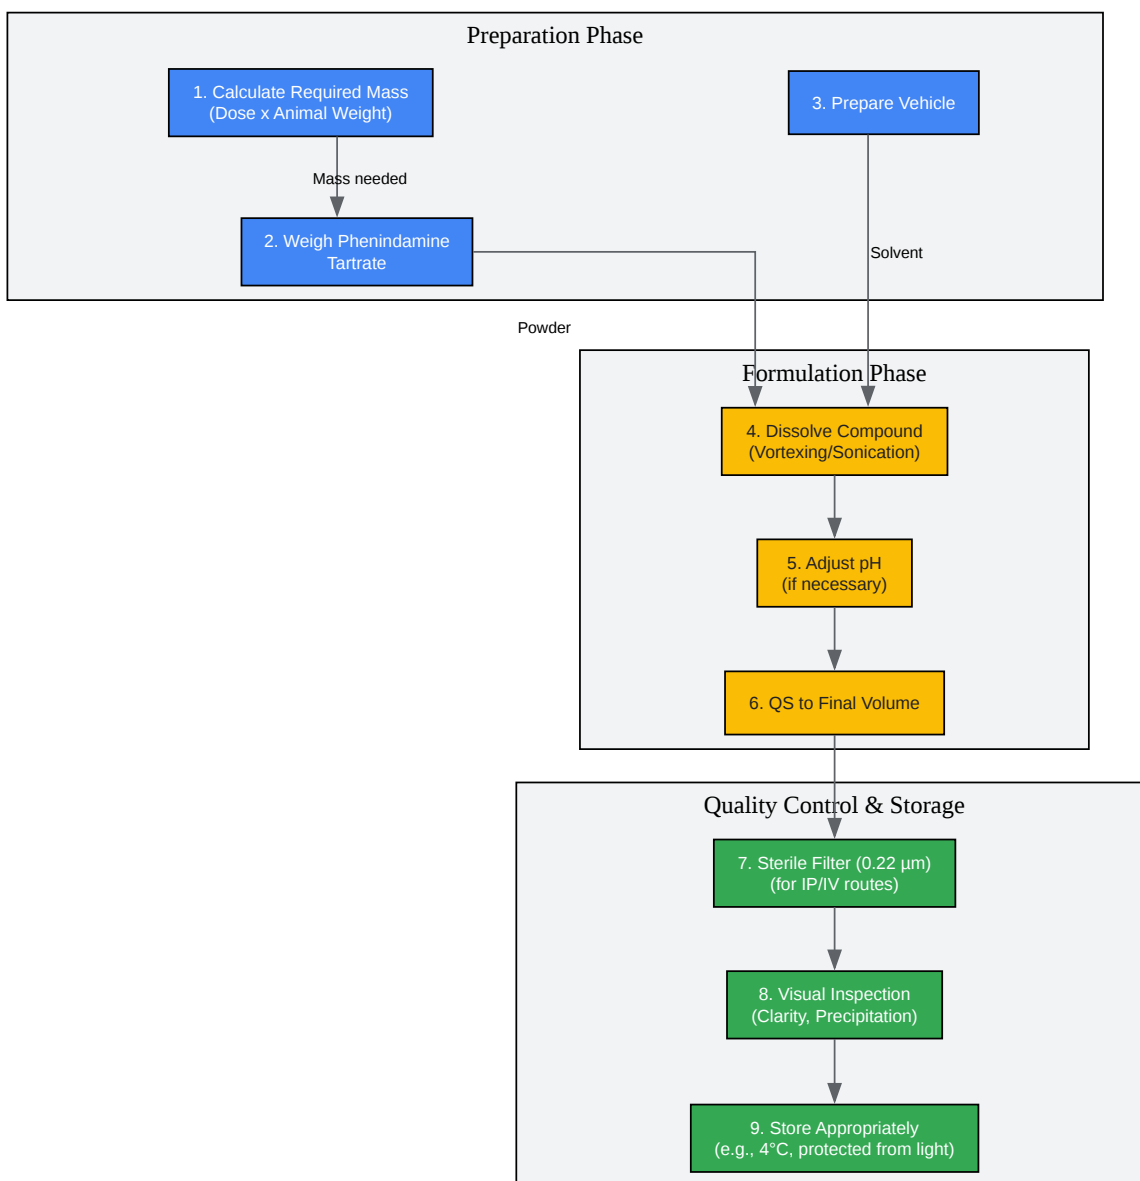 Preparation Phase
1. Calculate Required Mass
(Dose x Animal Weight)
3. Prepare Vehicle
Mass needed
2. Weigh Phenindamine
Tartrate
Solvent
Powder
Formulation Phase
4. Dissolve Compound
(Vortexing/Sonication)
5. Adjust pH
(if necessary)
6. QS to Final Volume
Quality Control & Storage
7. Sterile Filter (0.22 µm)
(for IP/IV routes)
8. Visual Inspection
(Clarity, Precipitation)
9. Store Appropriately
(e.g., 4°C, protected from light)